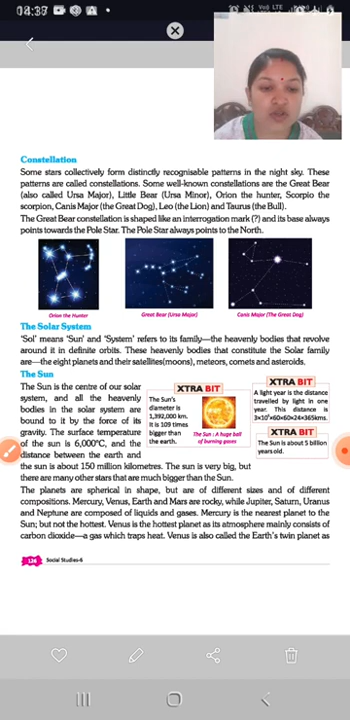 08:37
VoB LTE
Constellation
Some stars collectively form distinctly recognisable patterns in the night sky. These
patterns are called constellations. Some well-known constellations are the Great Bear
(also called Ursa Major), Little Bear (Ursa Minor), Orion the hunter, Scorpio the
scorpion, Canis Major (the Great Dog), Leo (the Lion) and Taurus (the Bull).
The Great Bear constellation is shaped like an interrogation mark (?) and its base always
points towards the Pole Star. The Pole Star always points to the North.
Orion the Hunter
Great Bear (Ursa Major)
Canis Major (The Great Dog)
The Solar System
'Sol' means 'Sun' and 'System' refers to its family—the heavenly bodies that revolve
around it in definite orbits. These heavenly bodies that constitute the Solar family
are—the eight planets and their satellites(moons), meteors, comets and asteroids.
The Sun
The Sun is the centre of our solar
system, and all the heavenly
bodies in the solar system are
bound to it by the force of its
gravity. The surface temperature
of the sun is 6,000°C, and the
distance between the earth and
the sun is about 150 million kilometres. The sun is very big, but
there are many other stars that are much bigger than the Sun.
XTRA BIT
The Sun's
diameter is
1,392,000 km.
It is 109 times
bigger than
the earth.
The Sun : A huge ball
of burning gases
XTRA BIT
A light year is the distance
travelled by light in one
year. This distance is
3×10⁵×60×60×24×365kms.
XTRA BIT
The Sun is about 5 billion
years old.
The planets are spherical in shape, but are of different sizes and of different
compositions. Mercury, Venus, Earth and Mars are rocky, while Jupiter, Saturn, Uranus
and Neptune are composed of liquids and gases. Mercury is the nearest planet to the
Sun; but not the hottest. Venus is the hottest planet as its atmosphere mainly consists of
carbon dioxide—a gas which traps heat. Venus is also called the Earth's twin planet as
126 Social Studies-6